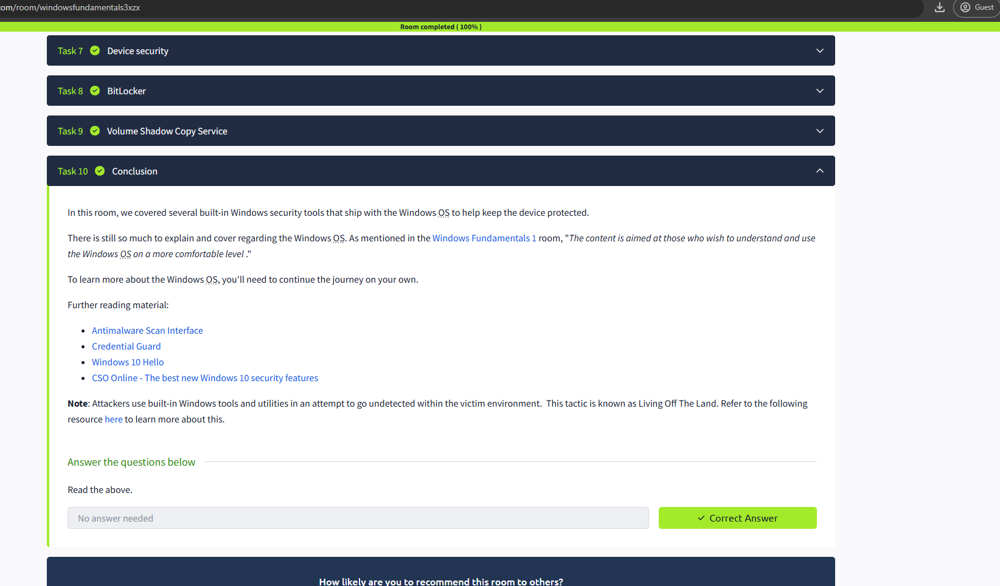 com/room/windowsfundamentals3xzx
Guest
Room completed ( 100% )
Task 7 Device security
Task 8 BitLocker
Task 9 Volume Shadow Copy Service
Task 10 Conclusion
In this room, we covered several built-in Windows security tools that ship with the Windows OS to help keep the device protected.
There is still so much to explain and cover regarding the Windows OS. As mentioned in the Windows Fundamentals 1 room, "The content is aimed at those who wish to understand and use
the Windows OS on a more comfortable level ."
To learn more about the Windows OS, you'll need to continue the journey on your own.
Further reading material:
• Antimalware Scan Interface
• Credential Guard
• Windows 10 Hello
• CSO Online - The best new Windows 10 security features
Note: Attackers use built-in Windows tools and utilities in an attempt to go undetected within the victim environment.  This tactic is known as Living Off The Land. Refer to the following
resource here to learn more about this.
Answer the questions below
Read the above.
No answer needed
Correct Answer
How likely are you to recommend this room to others?